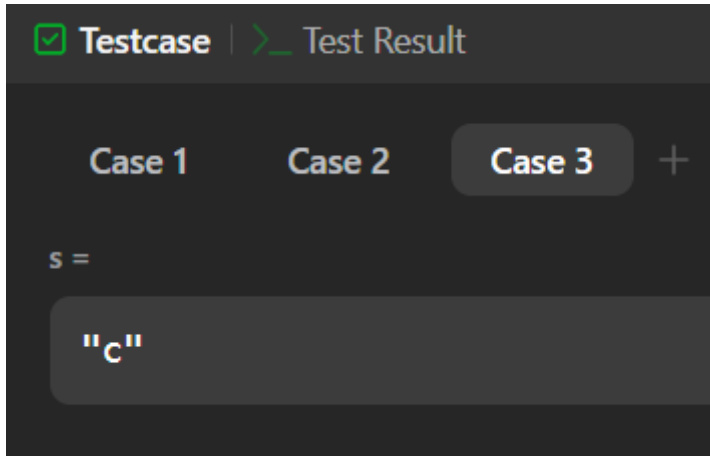 Testcase | >_ Test Result
Case 1 Case 2 Case 3 +
s =
"c"